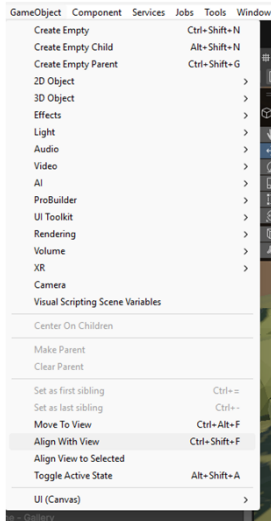 GameObject Component Services Jobs Tools Window
Create Empty Ctrl+Shift+N
Create Empty Child Alt+Shift+N
Create Empty Parent Ctrl+Shift+G
2D Object
3D Object
Effects
Light
Audio
Video
AI
ProBuilder
UI Toolkit
Rendering
Volume
XR
Camera
Visual Scripting Scene Variables
Center On Children
Make Parent
Clear Parent
Set as first sibling Ctrl+=
Set as last sibling Ctrl+-
Move To View Ctrl+Alt+F
Align With View Ctrl+Shift+F
Align View to Selected
Toggle Active State Alt+Shift+A
UI (Canvas)
- Gallery